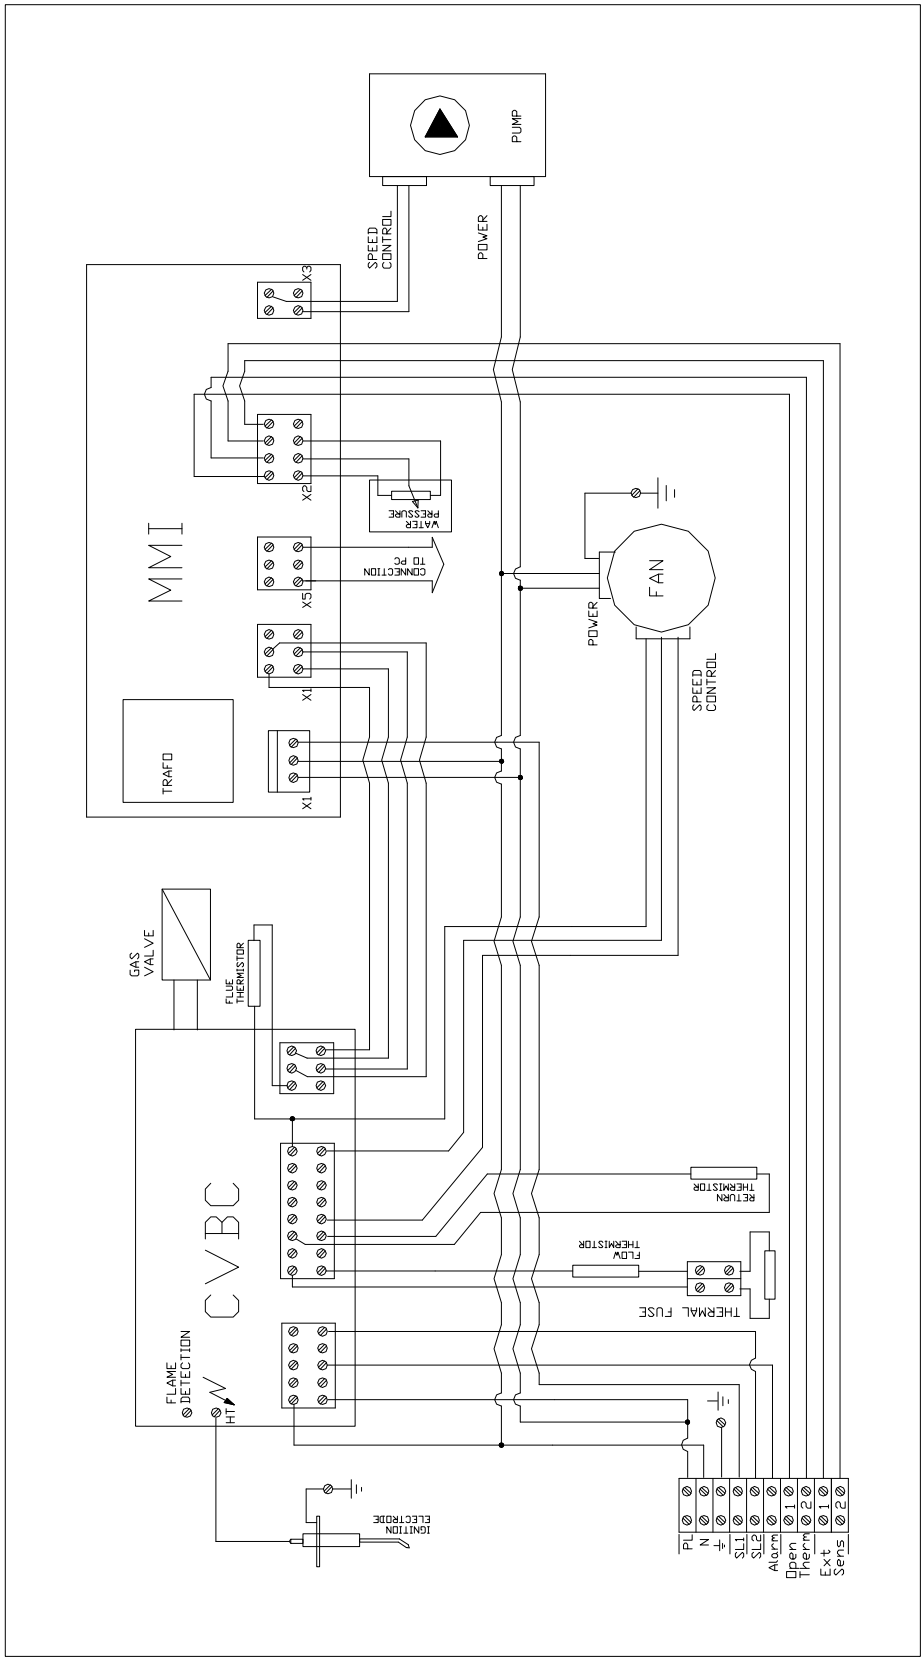 PUMP
SPEED
CONTROL
POWER
X3
X2
WATER
PRESSURE
MMI
CONNECTION
TO PC
X5
X1
FAN
POWER
SPEED
CONTROL
TRAFO
X1
GAS
VALVE
FLUE
THERMISTOR
CVBC
RETURN
THERMISTOR
FLOW
THERMISTOR
THERMAL FUSE
FLAME
DETECTION
HT
IGNITION
ELECTRODE
PL
N
SL1
SL2
Alarm
Open 1
Therm 2
Ext 1
Sens 2